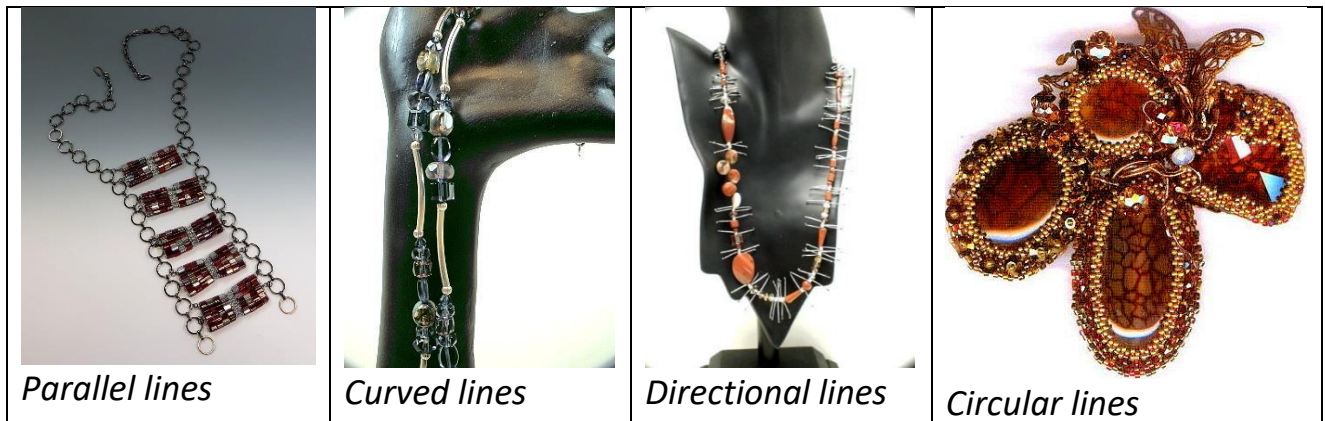 Parallel lines
Curved lines
Directional lines
Circular lines